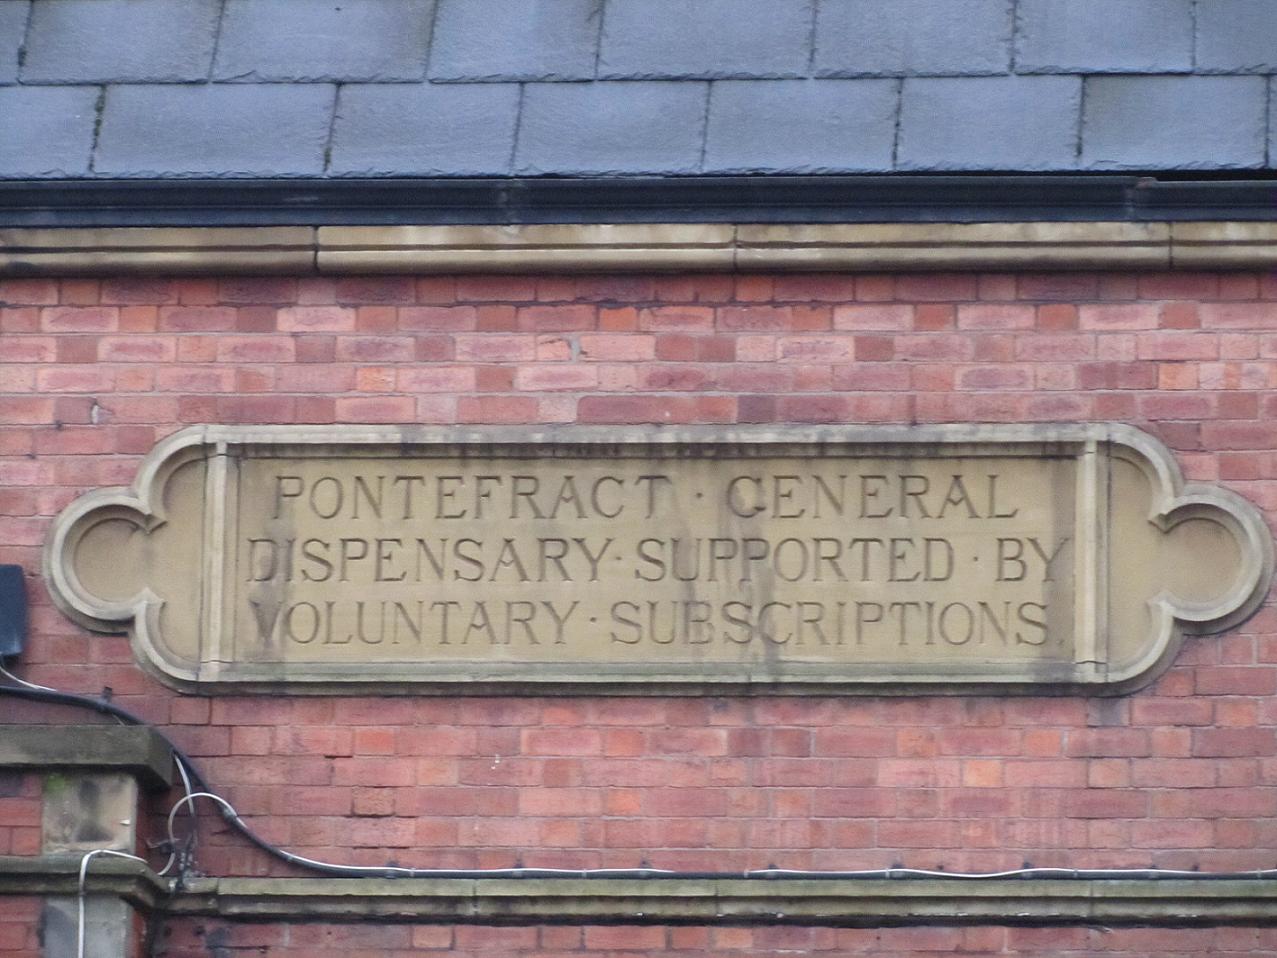 PONTEFRACT · GENERAL
DISPENSARY · SUPPORTED · BY
VOLUNTARY · SUBSCRIPTIONS